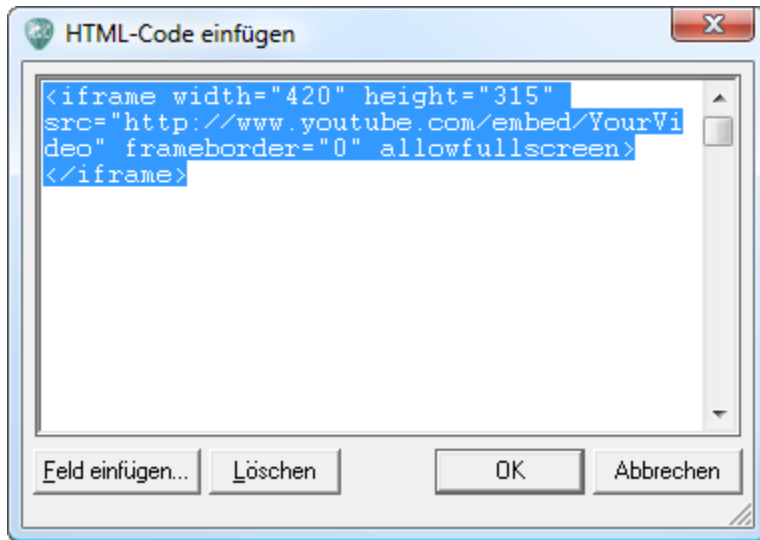 HTML-Code einfügen
<iframe width="420" height="315"
src="http://www.youtube.com/embed/YourVi
deo" frameborder="0" allowfullscreen>
</iframe>
Feld einfügen... Löschen OK Abbrechen